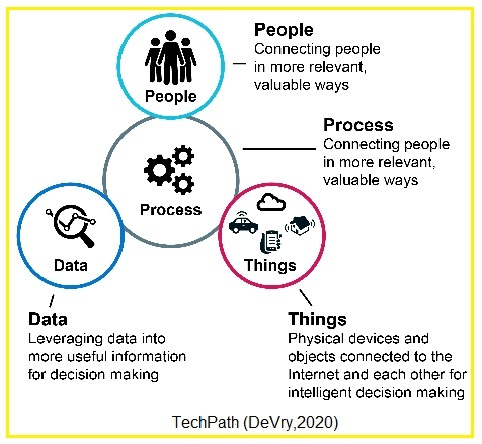 People
Connecting people
in more relevant,
valuable ways
People
Process
Connecting people
in more relevant,
valuable ways
Process
Data
Things
Data
Leveraging data into
more useful information
for decision making
Things
Physical devices and
objects connected to the
Internet and each other for
intelligent decision making
TechPath (DeVry,2020)